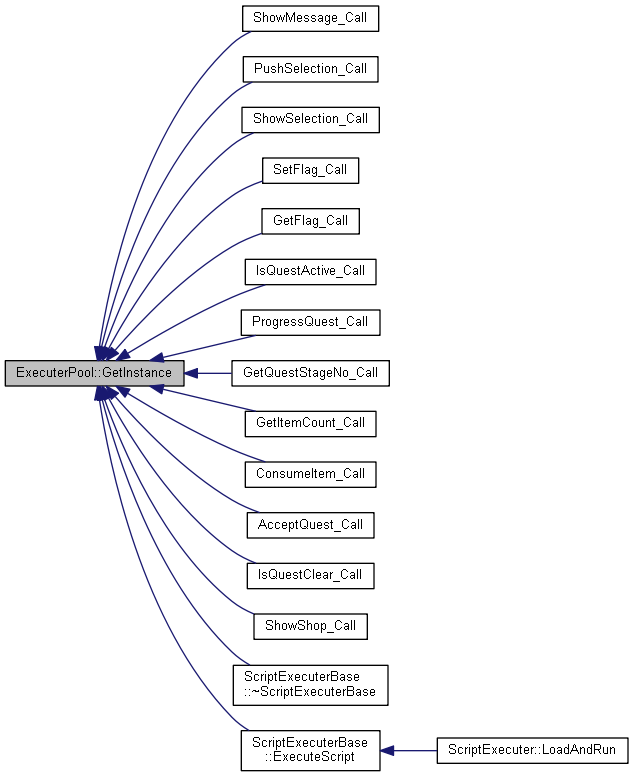 ShowMessage_Call
PushSelection_Call
ShowSelection_Call
SetFlag_Call
GetFlag_Call
IsQuestActive_Call
ProgressQuest_Call
ExecuterPool::GetInstance
GetQuestStageNo_Call
GetItemCount_Call
ConsumeItem_Call
AcceptQuest_Call
IsQuestClear_Call
ShowShop_Call
ScriptExecuterBase
::~ScriptExecuterBase
ScriptExecuterBase
::ExecuteScript
ScriptExecuter::LoadAndRun